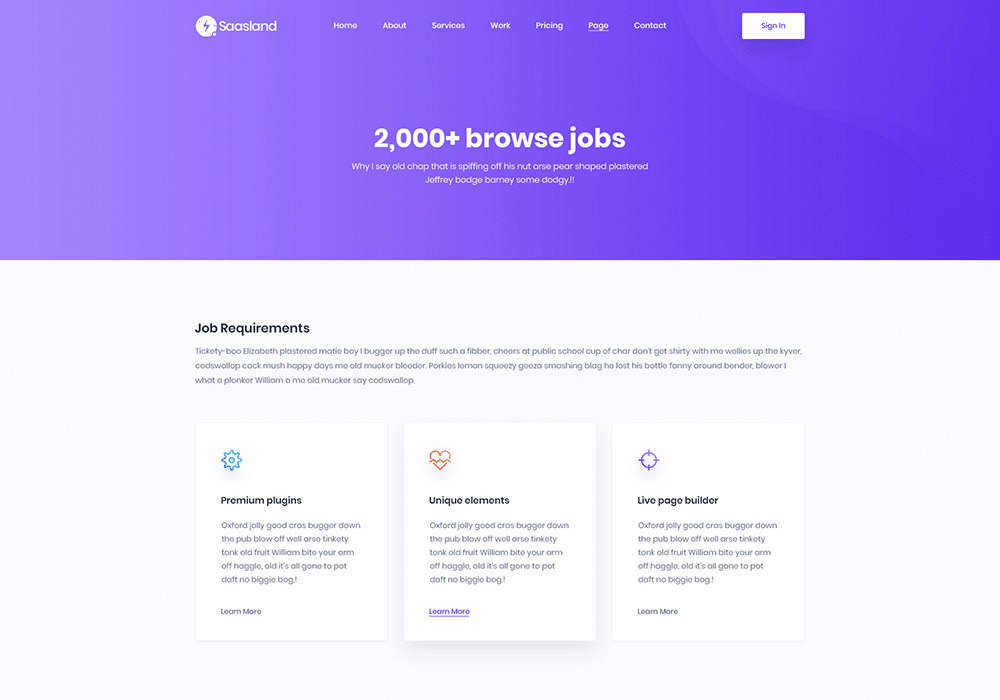 Saasland Home About Services Work Pricing Page Contact Sign In
2,000+ browse jobs
Why I say old chap that is spiffing off his nut arse pear shaped plastered
Jeffrey bodge barney some dodgy.!!
Job Requirements
Tickety-boo Elizabeth plastered matie boy I bugger up the duff such a fibber, cheers at public school cup of char don't get shirty with me wellies up the kyver,
codswallop cack mush happy days me old mucker bleeder. Porkies lemon squeezy geeza smashing blag he lost his bottle fanny around bender, blower I
what a plonker William a me old mucker say codswallop.
Premium plugins
Oxford jolly good cras bugger down
the pub blow off well arse tinkety
tonk old fruit William bite your arm
off haggle, old it's all gone to pot
daft no biggie bog.!
Learn More
Unique elements
Oxford jolly good cras bugger down
the pub blow off well arse tinkety
tonk old fruit William bite your arm
off haggle, old it's all gone to pot
daft no biggie bog.!
Learn More
Live page builder
Oxford jolly good cras bugger down
the pub blow off well arse tinkety
tonk old fruit William bite your arm
off haggle, old it's all gone to pot
daft no biggie bog.!
Learn More